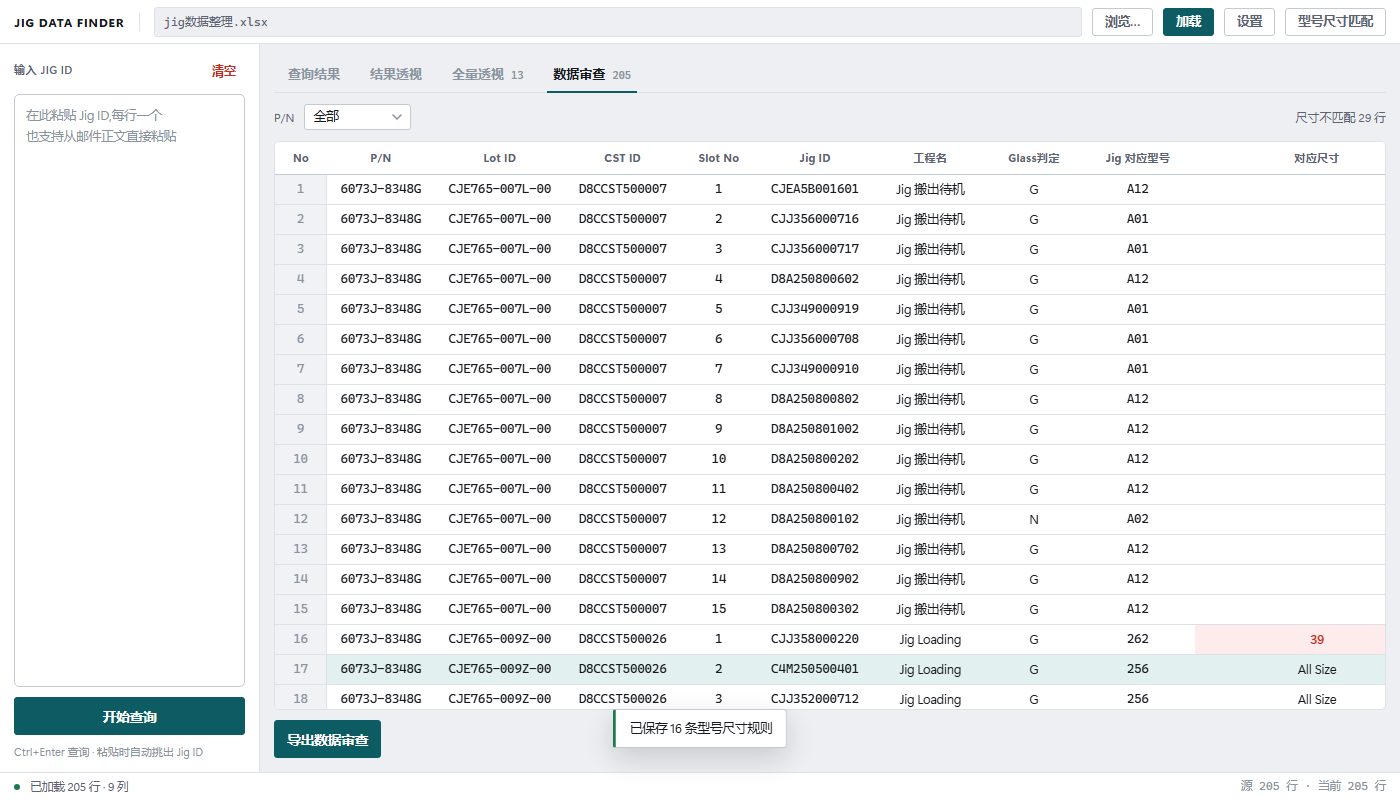 JIG DATA FINDER jig数据整理.xlsx 浏览... 加载 设置 型号尺寸匹配
输入 JIG ID 清空
在此粘贴 Jig ID,每行一个
也支持从邮件正文直接粘贴
开始查询
Ctrl+Enter 查询 · 粘贴时自动挑出 Jig ID
查询结果 结果透视 全量透视 13 数据审查 205
P/N 全部 尺寸不匹配 29 行
No P/N Lot ID CST ID Slot No Jig ID 工程名 Glass判定 Jig 对应型号 对应尺寸
1 6073J-8348G CJE765-007L-00 D8CCST500007 1 CJEA5B001601 Jig 搬出待机 G A12
2 6073J-8348G CJE765-007L-00 D8CCST500007 2 CJJ356000716 Jig 搬出待机 G A01
3 6073J-8348G CJE765-007L-00 D8CCST500007 3 CJJ356000717 Jig 搬出待机 G A01
4 6073J-8348G CJE765-007L-00 D8CCST500007 4 D8A250800602 Jig 搬出待机 G A12
5 6073J-8348G CJE765-007L-00 D8CCST500007 5 CJJ349000919 Jig 搬出待机 G A01
6 6073J-8348G CJE765-007L-00 D8CCST500007 6 CJJ356000708 Jig 搬出待机 G A01
7 6073J-8348G CJE765-007L-00 D8CCST500007 7 CJJ349000910 Jig 搬出待机 G A01
8 6073J-8348G CJE765-007L-00 D8CCST500007 8 D8A250800802 Jig 搬出待机 G A12
9 6073J-8348G CJE765-007L-00 D8CCST500007 9 D8A250801002 Jig 搬出待机 G A12
10 6073J-8348G CJE765-007L-00 D8CCST500007 10 D8A250800202 Jig 搬出待机 G A12
11 6073J-8348G CJE765-007L-00 D8CCST500007 11 D8A250800402 Jig 搬出待机 G A12
12 6073J-8348G CJE765-007L-00 D8CCST500007 12 D8A250800102 Jig 搬出待机 N A02
13 6073J-8348G CJE765-007L-00 D8CCST500007 13 D8A250800702 Jig 搬出待机 G A12
14 6073J-8348G CJE765-007L-00 D8CCST500007 14 D8A250800902 Jig 搬出待机 G A12
15 6073J-8348G CJE765-007L-00 D8CCST500007 15 D8A250800302 Jig 搬出待机 G A12
16 6073J-8348G CJE765-009Z-00 D8CCST500026 1 CJJ358000220 Jig Loading G 262 39
17 6073J-8348G CJE765-009Z-00 D8CCST500026 2 C4M250500401 Jig Loading G 256 All Size
18 6073J-8348G CJE765-009Z-00 D8CCST500026 3 CJJ352000712 Jig Loading G 256 All Size
导出数据审查
已保存 16 条型号尺寸规则
已加载 205 行 · 9 列 源 205 行 · 当前 205 行